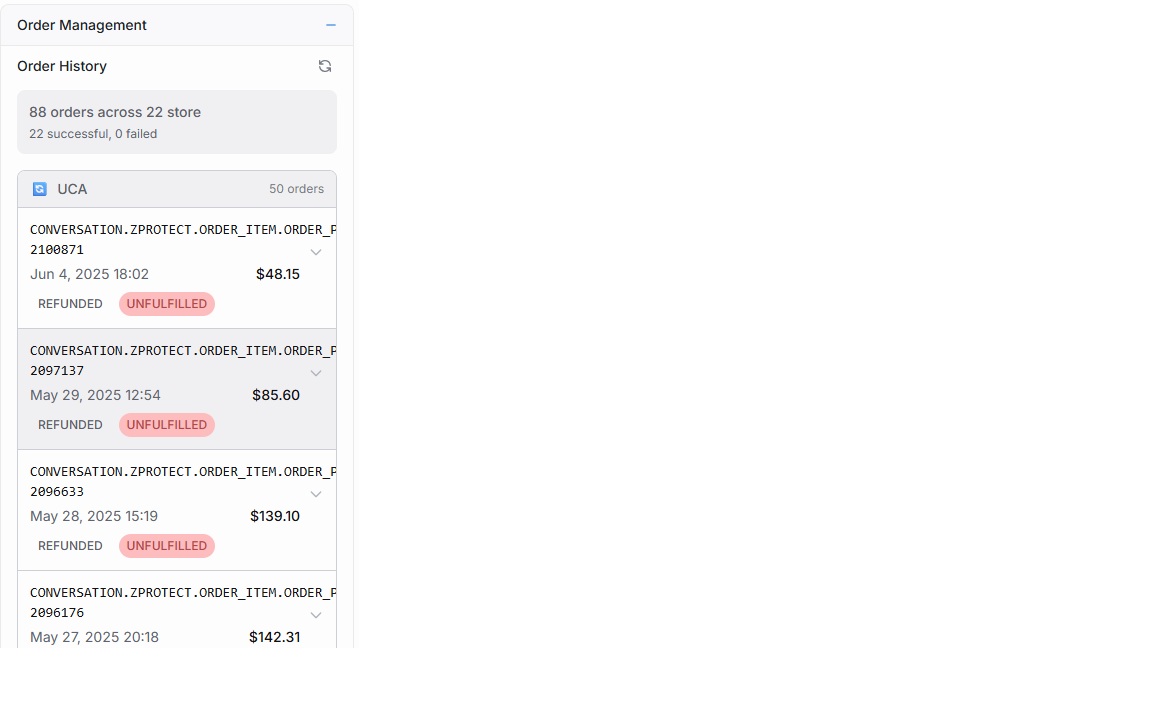 Order Management
Order History
88 orders across 22 store
22 successful, 0 failed
UCA 50 orders
CONVERSATION.ZPROTECT.ORDER_ITEM.ORDER_P
2100871
Jun 4, 2025 18:02 $48.15
REFUNDED UNFULFILLED
CONVERSATION.ZPROTECT.ORDER_ITEM.ORDER_P
2097137
May 29, 2025 12:54 $85.60
REFUNDED UNFULFILLED
CONVERSATION.ZPROTECT.ORDER_ITEM.ORDER_P
2096633
May 28, 2025 15:19 $139.10
REFUNDED UNFULFILLED
CONVERSATION.ZPROTECT.ORDER_ITEM.ORDER_P
2096176
May 27, 2025 20:18 $142.31